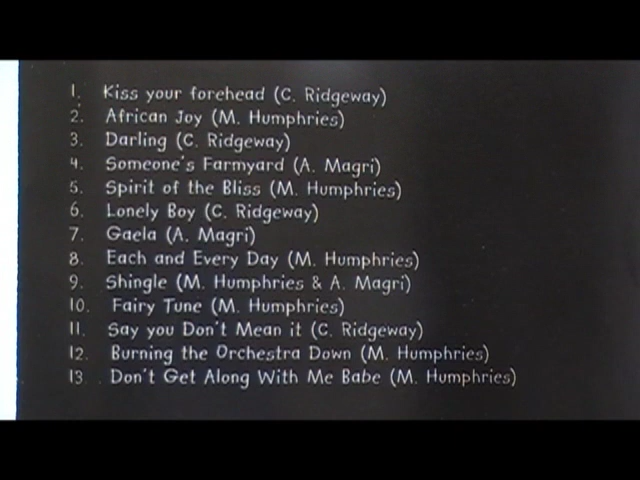 1. Kiss your forehead (C. Ridgeway)
2. African Joy (M. Humphries)
3. Darling (C. Ridgeway)
4. Someone's Farmyard (A. Magri)
5. Spirit of the Bliss (M. Humphries)
6. Lonely Boy (C. Ridgeway)
7. Gaela (A. Magri)
8. Each and Every Day (M. Humphries)
9. Shingle (M. Humphries & A. Magri)
10. Fairy Tune (M. Humphries)
11. Say you Don't Mean it (C. Ridgeway)
12. Burning the Orchestra Down (M. Humphries)
13. Don't Get Along With Me Babe (M. Humphries)